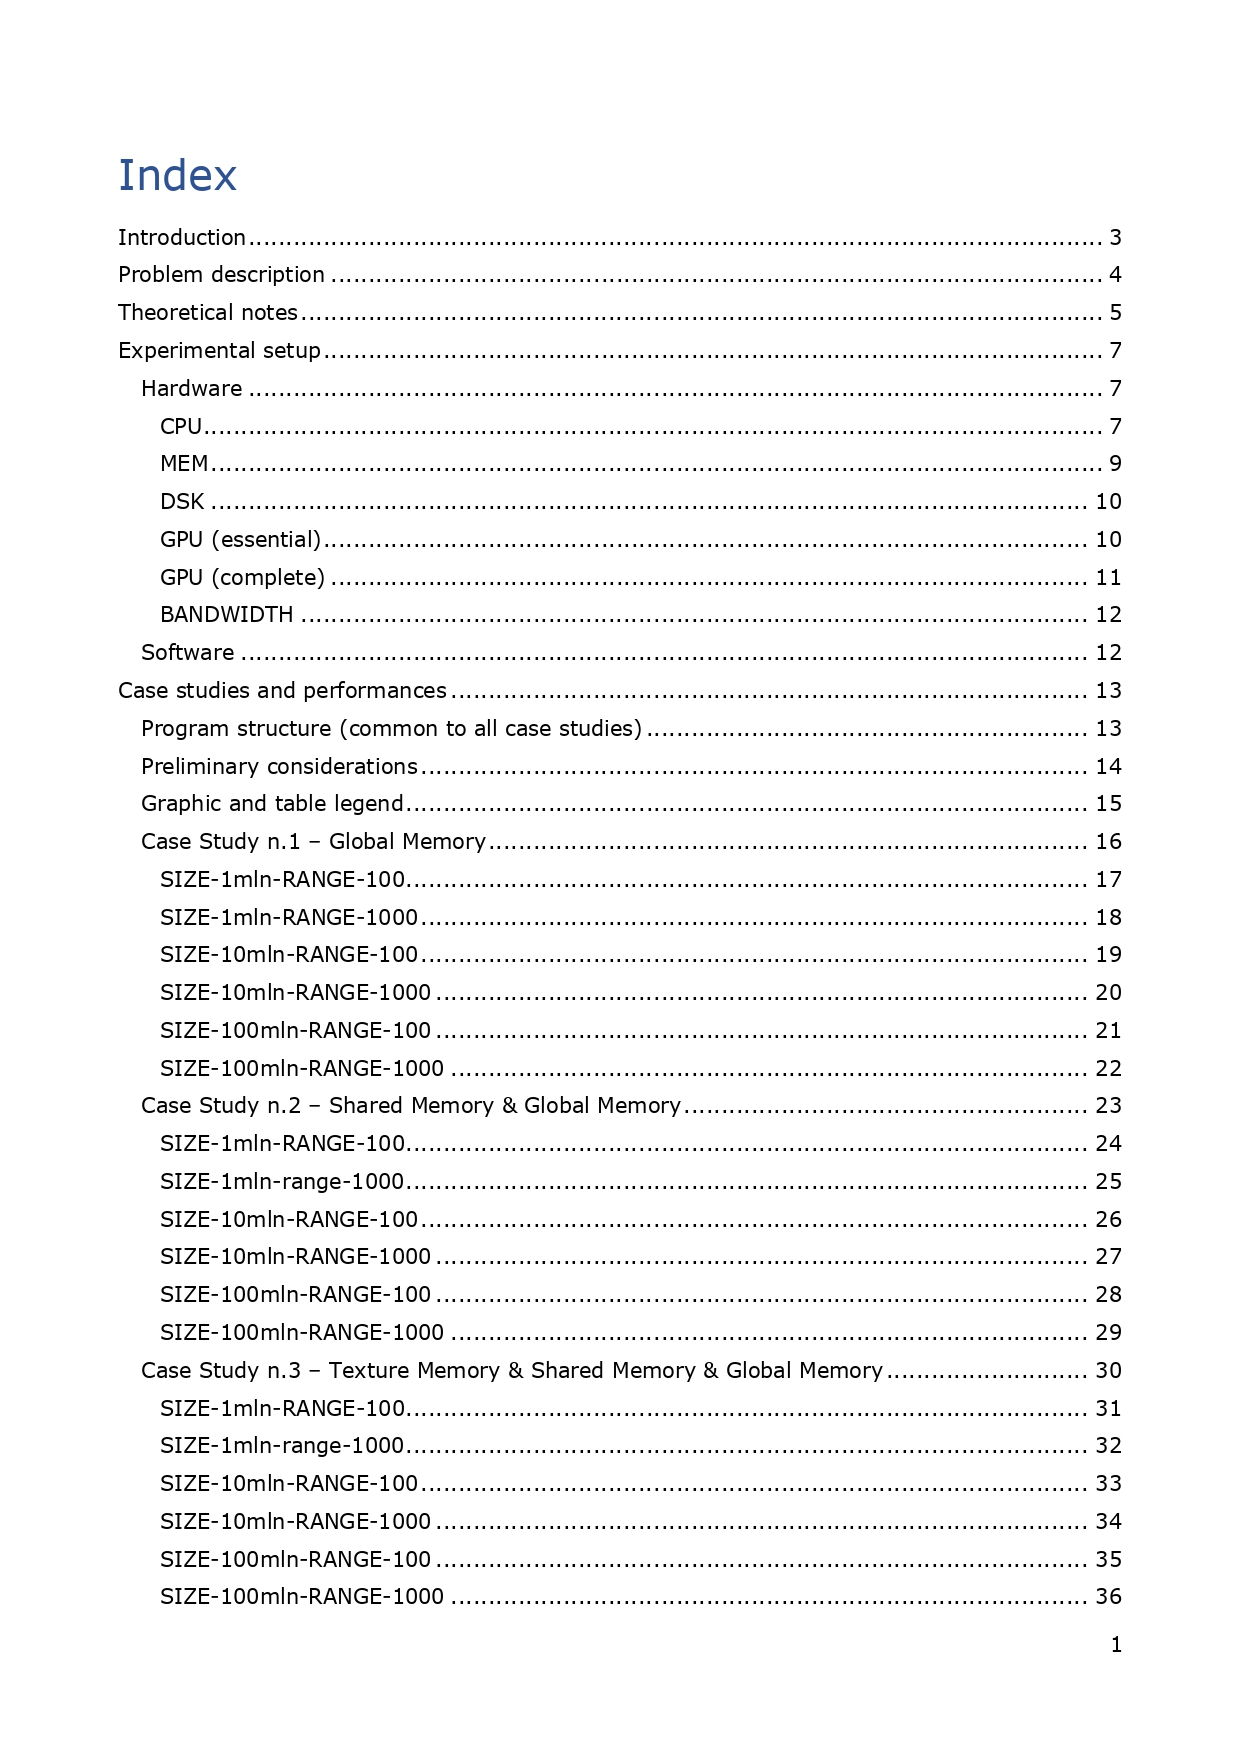 Index
Introduction........................................................................................................................ 3
Problem description ............................................................................................................. 4
Theoretical notes................................................................................................................. 5
Experimental setup.............................................................................................................. 7
Hardware ........................................................................................................................ 7
CPU.............................................................................................................................. 7
MEM............................................................................................................................. 9
DSK ........................................................................................................................... 10
GPU (essential)............................................................................................................ 10
GPU (complete) ........................................................................................................... 11
BANDWIDTH ............................................................................................................... 12
Software ....................................................................................................................... 12
Case studies and performances............................................................................................ 13
Program structure (common to all case studies)................................................................. 13
Preliminary considerations............................................................................................... 14
Graphic and table legend................................................................................................. 15
Case Study n.1 – Global Memory...................................................................................... 16
SIZE-1mln-RANGE-100................................................................................................. 17
SIZE-1mln-RANGE-1000............................................................................................... 18
SIZE-10mln-RANGE-100............................................................................................... 19
SIZE-10mln-RANGE-1000 ............................................................................................. 20
SIZE-100mln-RANGE-100 ............................................................................................. 21
SIZE-100mln-RANGE-1000 ........................................................................................... 22
Case Study n.2 – Shared Memory & Global Memory............................................................ 23
SIZE-1mln-RANGE-100................................................................................................. 24
SIZE-1mln-range-1000................................................................................................. 25
SIZE-10mln-RANGE-100............................................................................................... 26
SIZE-10mln-RANGE-1000 ............................................................................................. 27
SIZE-100mln-RANGE-100 ............................................................................................. 28
SIZE-100mln-RANGE-1000 ........................................................................................... 29
Case Study n.3 – Texture Memory & Shared Memory & Global Memory................................ 30
SIZE-1mln-RANGE-100................................................................................................. 31
SIZE-1mln-range-1000................................................................................................. 32
SIZE-10mln-RANGE-100............................................................................................... 33
SIZE-10mln-RANGE-1000 ............................................................................................. 34
SIZE-100mln-RANGE-100 ............................................................................................. 35
SIZE-100mln-RANGE-1000 ........................................................................................... 36
1